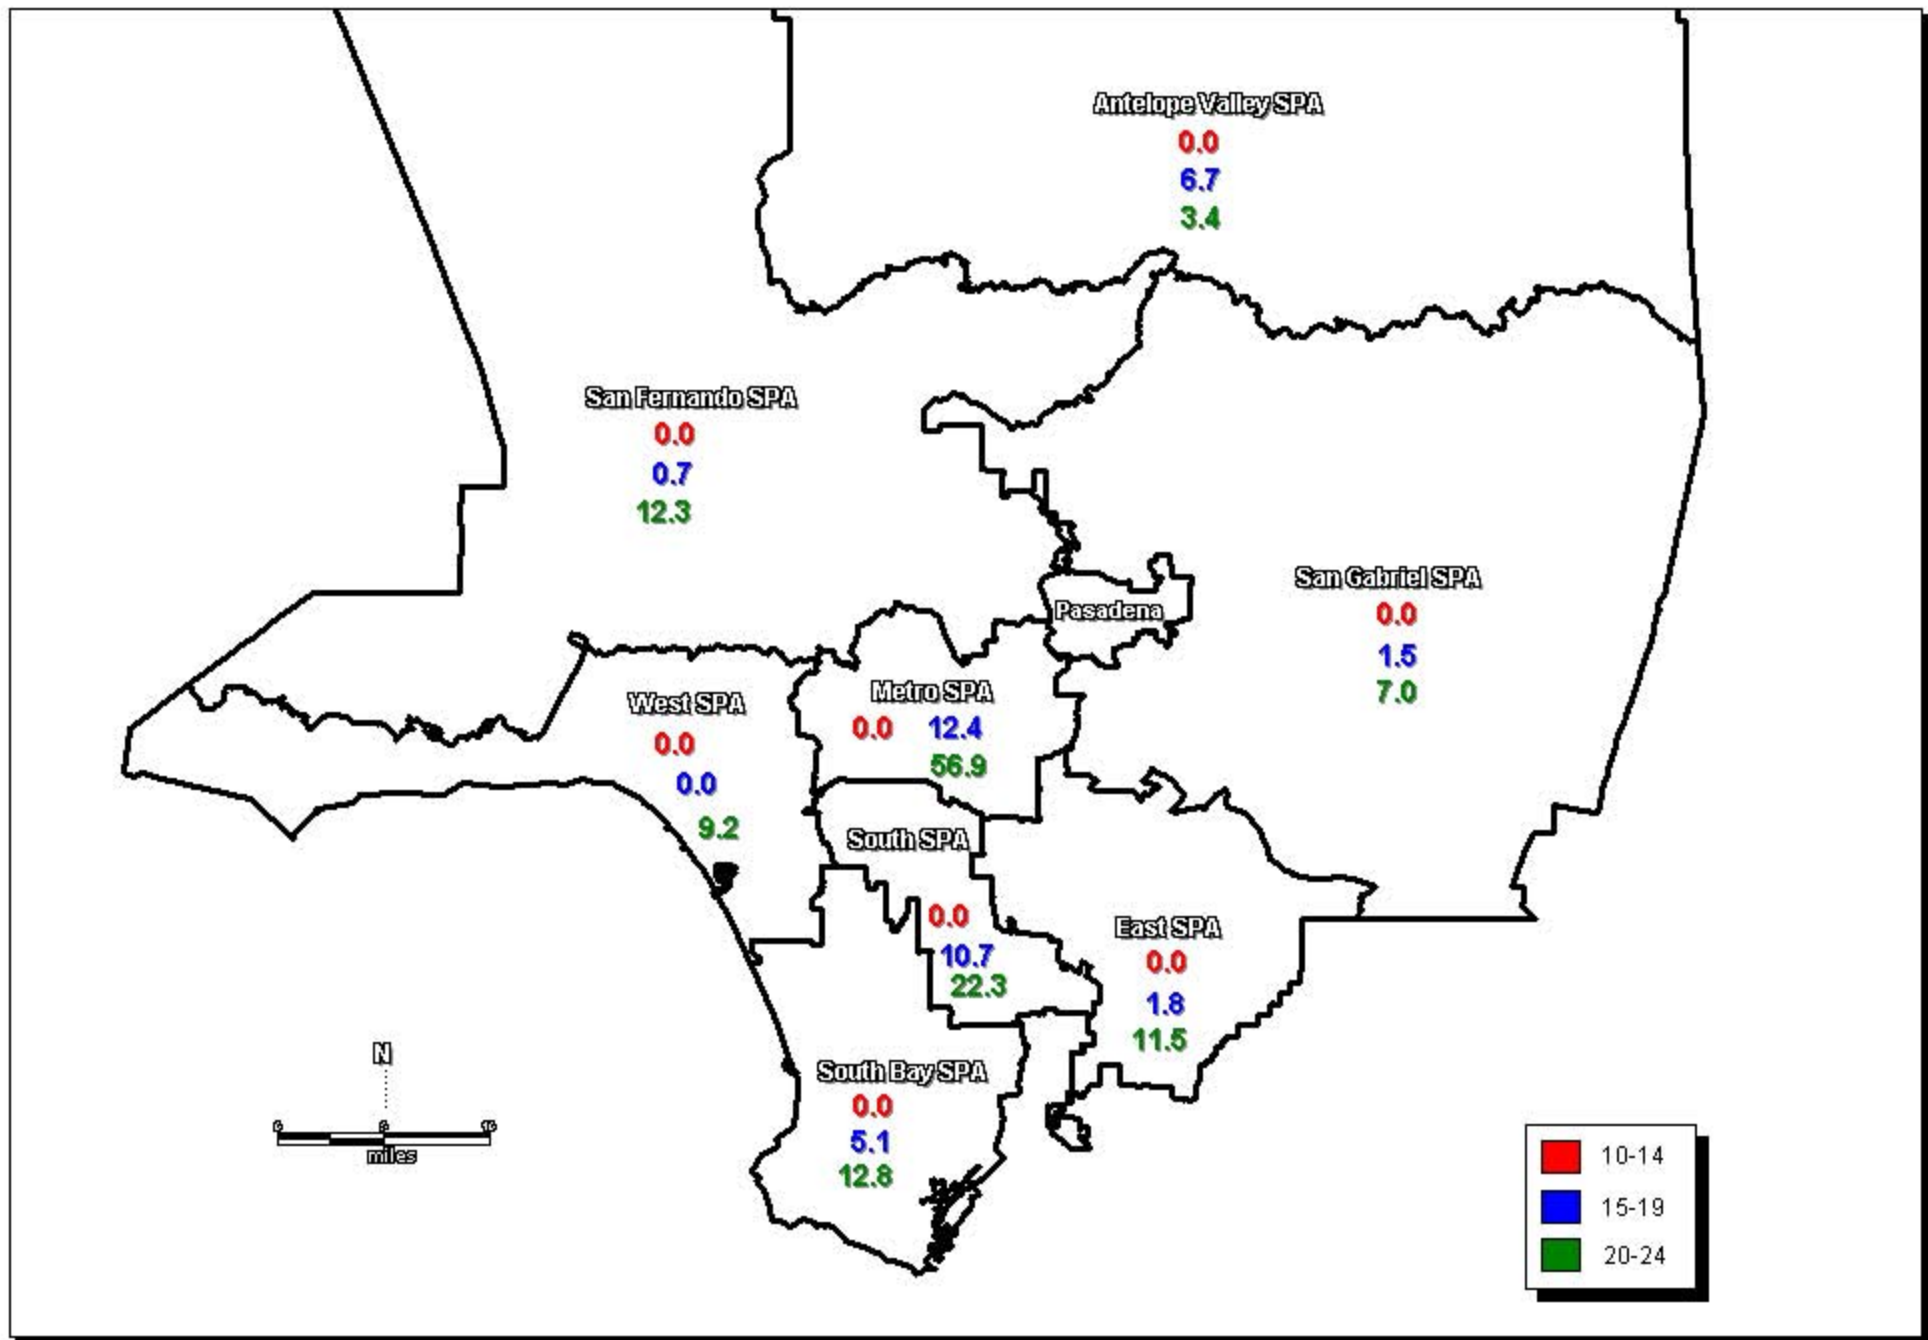 Antelope Valley SPA
0.0
6.7
3.4
San Fernando SPA
0.0
0.7
12.3
San Gabriel SPA
0.0
1.5
7.0
Pasadena
West SPA
0.0
0.0
9.2
Metro SPA
0.0 12.4
56.9
South SPA
0.0
10.7
22.3
East SPA
0.0
1.8
11.5
South Bay SPA
0.0
5.1
12.8
N
miles
10-14
15-19
20-24